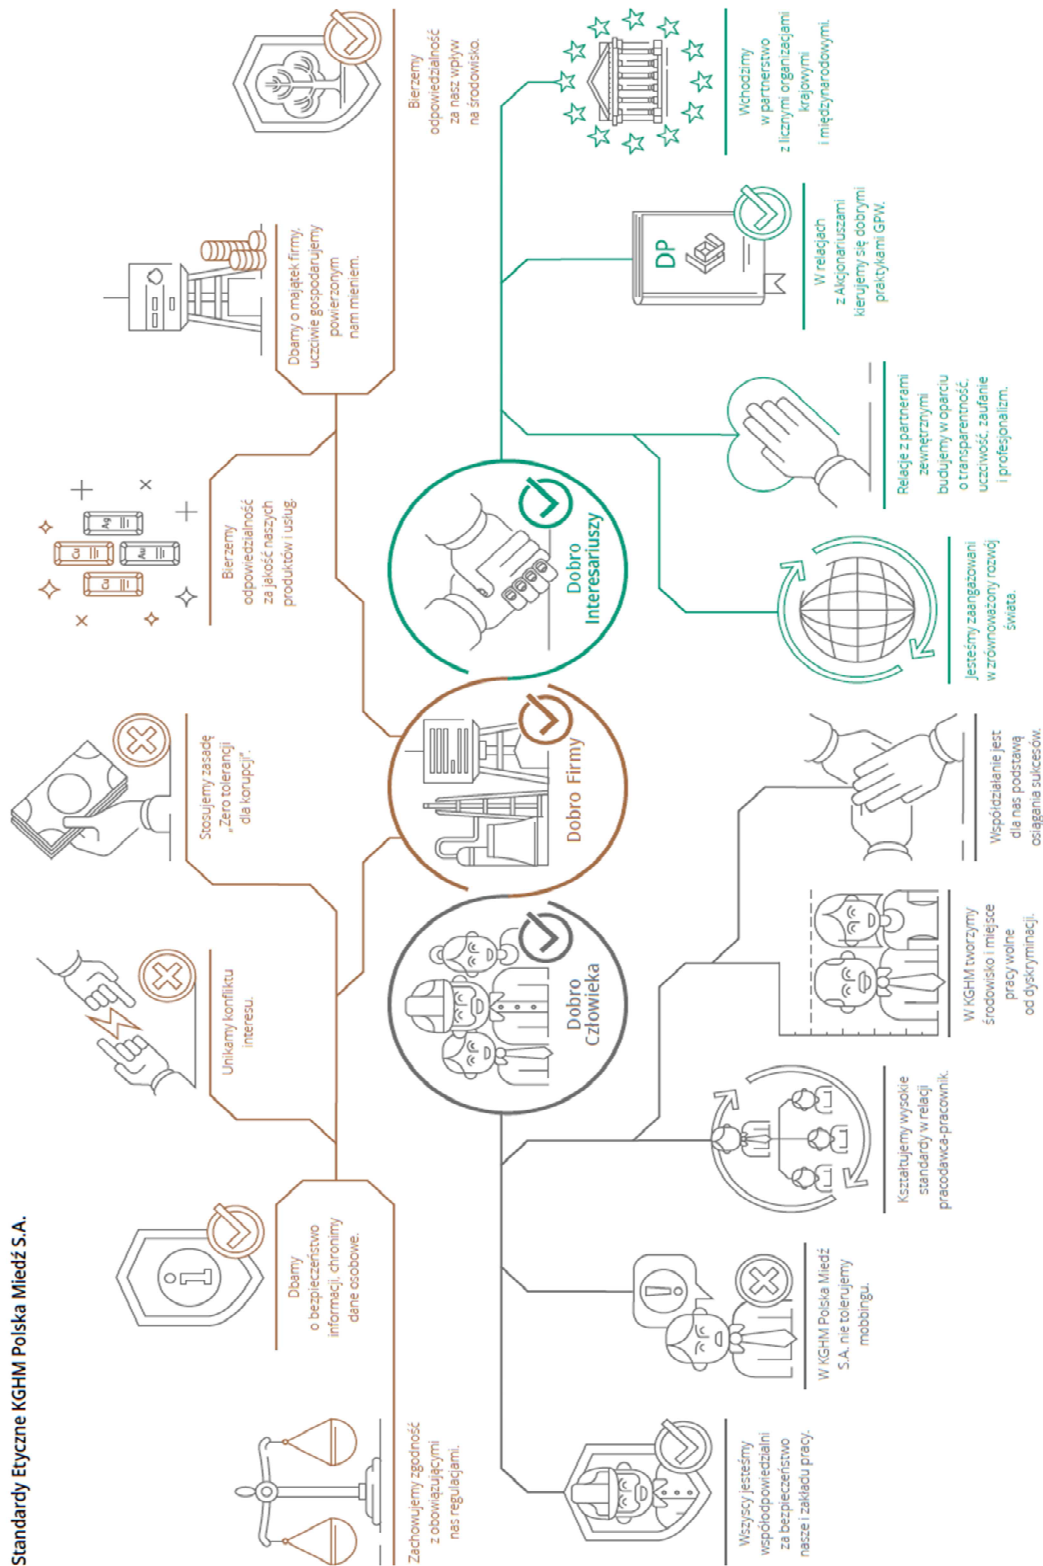 Standardy Etyczne KGHM Polska Miedź S.A.
Zachowujemy zgodność
z obowiązującymi
nas regulacjami.
Dbamy
o bezpieczeństwo
informacji, chronimy
dane osobowe.
Unikamy konfliktu
interesu.
Stosujemy zasadę
„Zero tolerancji
dla korupcji”.
Bierzemy
odpowiedzialność
za jakość naszych
produktów i usług.
Cu
Cu
Au
Ag
Dbamy o majątek firmy,
uczciwie gospodarujemy
powierzonym
nam mieniem.
Bierzemy
odpowiedzialność
za nasz wpływ
na środowisko.
Dobro
Człowieka
Dobro Firmy
Dobro
Interesariuszy
Wszyscy jesteśmy
współodpowiedzialni
za bezpieczeństwo
nasze i zakładu pracy.
W KGHM Polska Miedź
S.A. nie tolerujemy
mobbingu.
Kształtujemy wysokie
standardy w relacji
pracodawca-pracownik.
W KGHM tworzymy
środowisko i miejsce
pracy wolne
od dyskryminacji.
Współdziałanie jest
dla nas podstawą
osiągania sukcesów.
Jesteśmy zaangażowani
w zrównoważony rozwój
świata.
Relacje z partnerami
zewnętrznymi
budujemy w oparciu
o transparentność,
uczciwość, zaufanie
i profesjonalizm.
DP
W relacjach
z Akcjonariuszami
kierujemy się dobrymi
praktykami GPW.
Wchodzimy
w partnerstwo
z licznymi organizacjami
krajowymi
i międzynarodowymi.